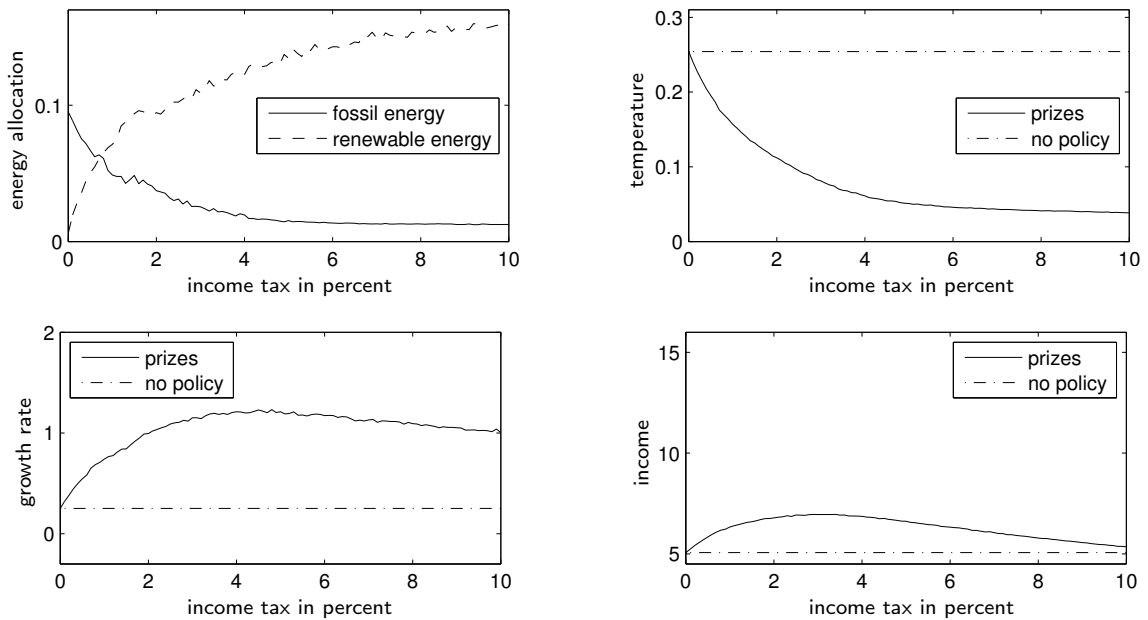 energy allocation
0.1
0
fossil energy
renewable energy
0 2 4 6 8 10
income tax in percent
temperature
0.3
0.2
0.1
0
prizes
no policy
0 2 4 6 8 10
income tax in percent
growth rate
2
1
0
prizes
no policy
0 2 4 6 8 10
income tax in percent
income
15
10
5
prizes
no policy
0 2 4 6 8 10
income tax in percent